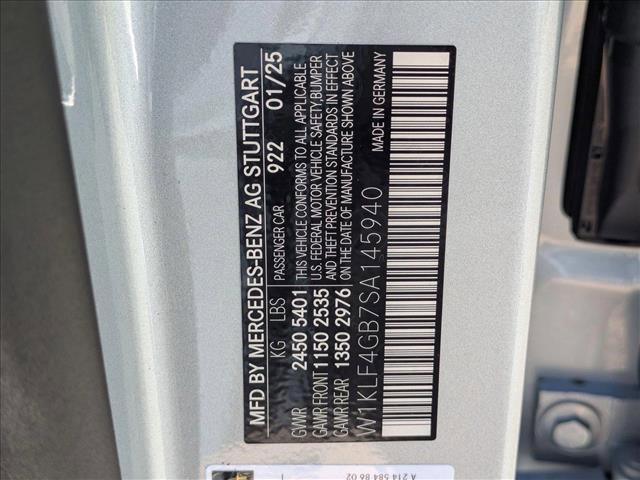 MFD BY MERCEDES-BENZ AG STUTTGART
KG LBS PASSENGER CAR 922 01/25
GVWR 2450 5401 THIS VEHICLE CONFORMS TO ALL APPLICABLE
GAWR FRONT 1150 2535 U.S. FEDERAL MOTOR VEHICLE SAFETY, BUMPER
GAWR REAR 1350 2976 AND THEFT PREVENTION STANDARDS IN EFFECT
ON THE DATE OF MANUFACTURE SHOWN ABOVE
W1KLF4GB7SA145940 MADE IN GERMANY
A 214 584 86 02